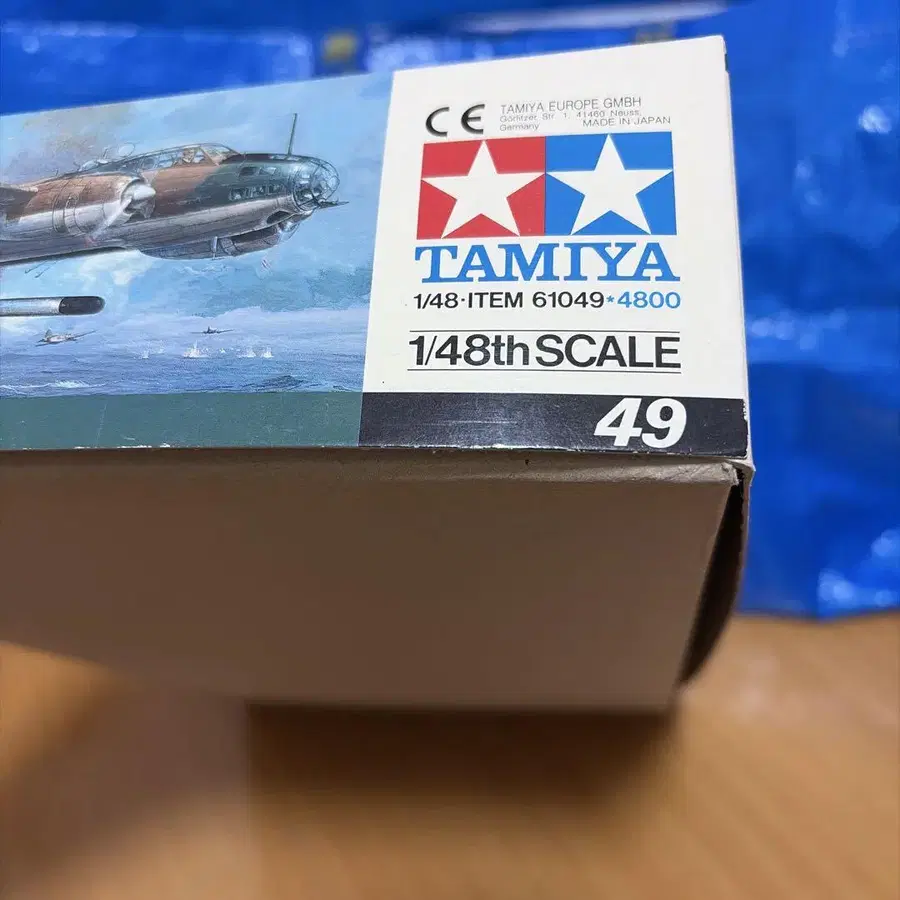 CE TAMIYA EUROPE GMBH
Görlitzer Str. 1, 41460 Neuss,
Germany MADE IN JAPAN
TAMIYA
1/48·ITEM 61049★4800
1/48th SCALE
49